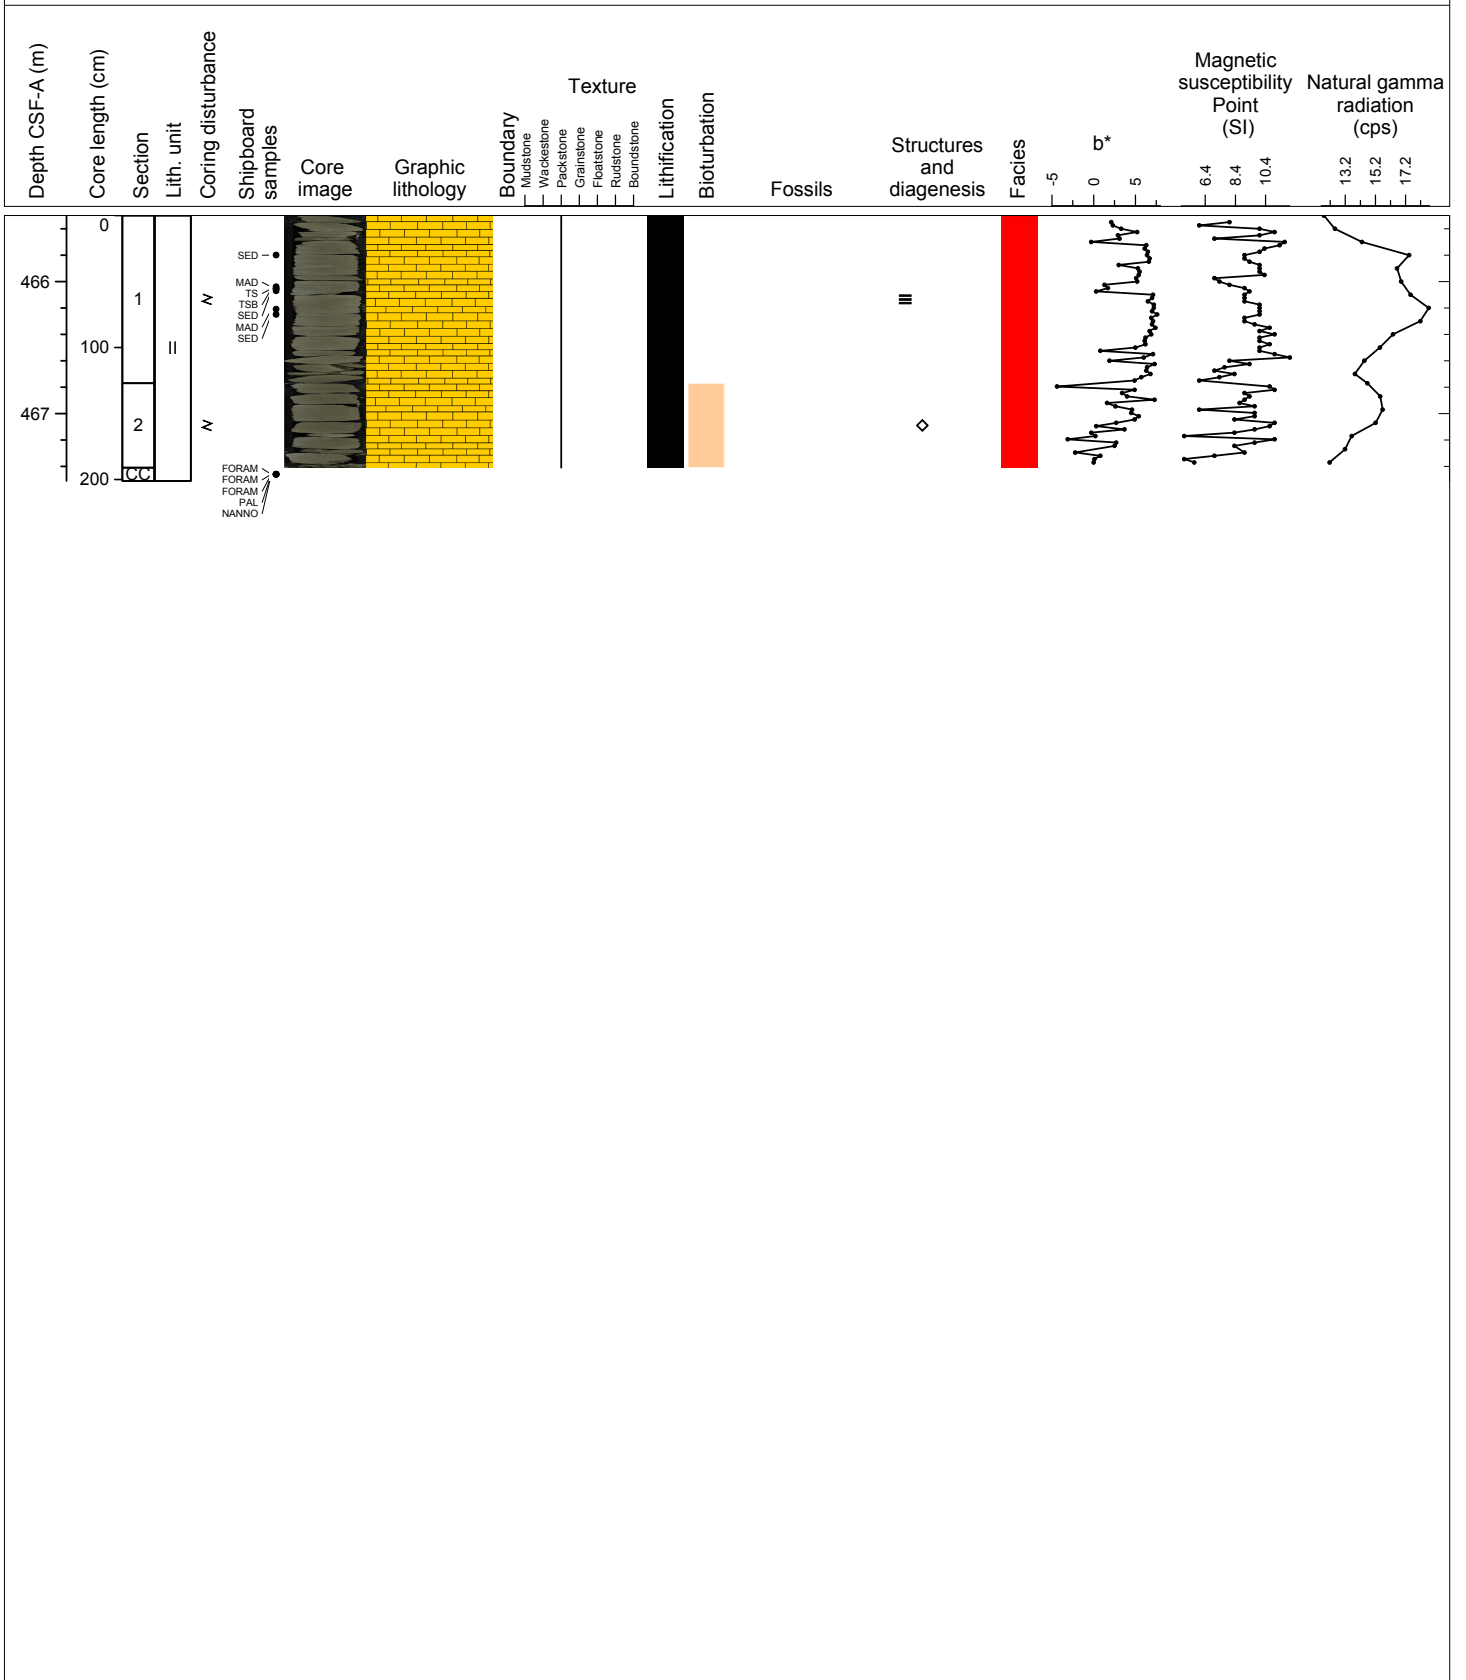 Depth CSF-A (m)
Core length (cm)
Section
Lith. unit
Coring disturbance
Shipboard
samples
Core
image
Graphic
lithology
Boundary
Texture
Mudstone
Wackestone
Packstone
Grainstone
Floatstone
Rudstone
Boundstone
Lithification
Bioturbation
Fossils
Structures
and
diagenesis
Facies
b*
-5
0
5
Magnetic
susceptibility
Point
(SI)
6.4
8.4
10.4
Natural gamma
radiation
(cps)
13.2
15.2
17.2
466
467
0
100
200
1
2
CC
II
SED
MAD
TS
TSB
SED
MAD
SED
FORAM
FORAM
FORAM
PAL
NANNO